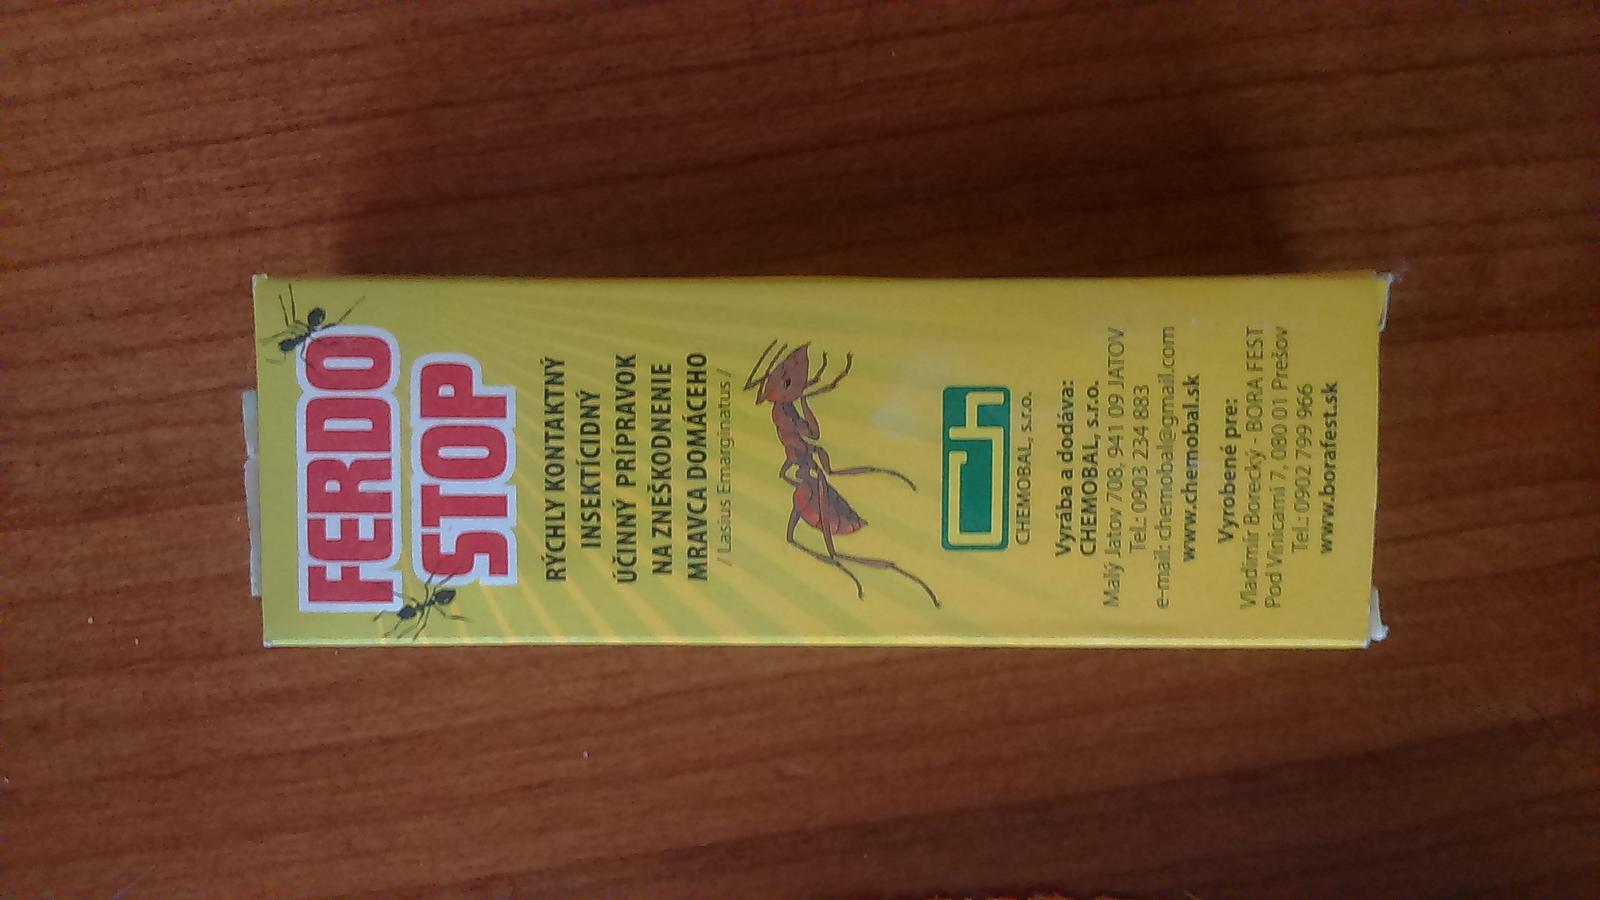 FERDO
STOP
RÝCHLY KONTAKTNÝ
INSEKTÍCIDNÝ
ÚČINNÝ PRÍPRAVOK
NA ZNEŠKODNENIE
MRAVCA DOMÁCEHO
/ Lasius Emarginatus /
CHEMOBAL, s.r.o.
Vyrába a dodáva:
CHEMOBAL, s.r.o.
Malý Jatov 708, 941 09 JATOV
Tel.: 0903 234 883
e-mail: chemobal@gmail.com
www.chemobal.sk
Vyrobené pre:
Vladimír Borecký - BORA FEST
Pod Vinicami 7, 080 01 Prešov
Tel.: 0902 799 966
www.borafest.sk